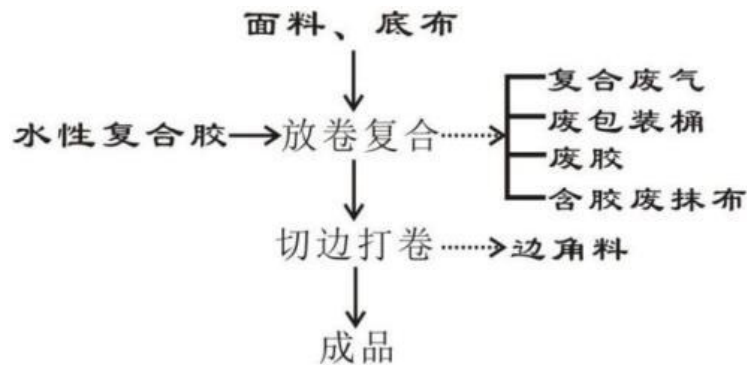 面料、底布
复合废气
废包装桶
水性复合胶
放卷复合
废胶
含胶废抹布
切边打卷
边角料
成品